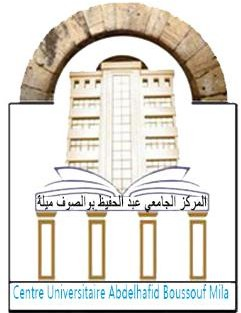 المركز الجامعي عبد الحفيظ بوالصوف ميلة
Centre Universitaire Abdelhafid Boussouf Mila